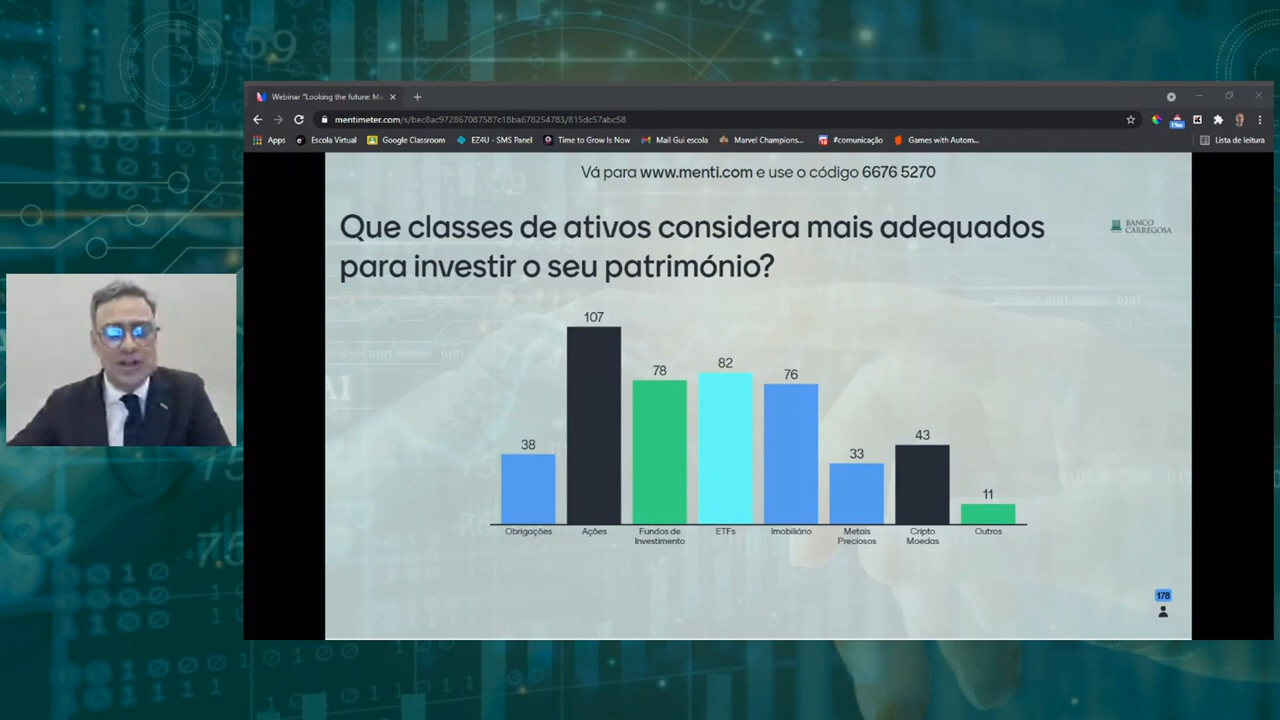 Webinar "Looking the future: Me
mentimeter.com/s/bec8ac972867087587c18ba678254783/815dc57abc58
Apps
Escola Virtual
Google Classroom
EZ4U - SMS Panel
Time to Grow Is Now
Mail Gui escola
Marvel Champions...
#comunicação
Games with Autom...
Lista de leitura
Vá para www.menti.com e use o código 6676 5270
Que classes de ativos considera mais adequados
para investir o seu património?
BANCO
CARREGOSA
107
78
82
76
38
33
43
11
Obrigações
Ações
Fundos de
Investimento
ETFs
Imobiliário
Metais
Preciosos
Cripto
Moedas
Outros
178